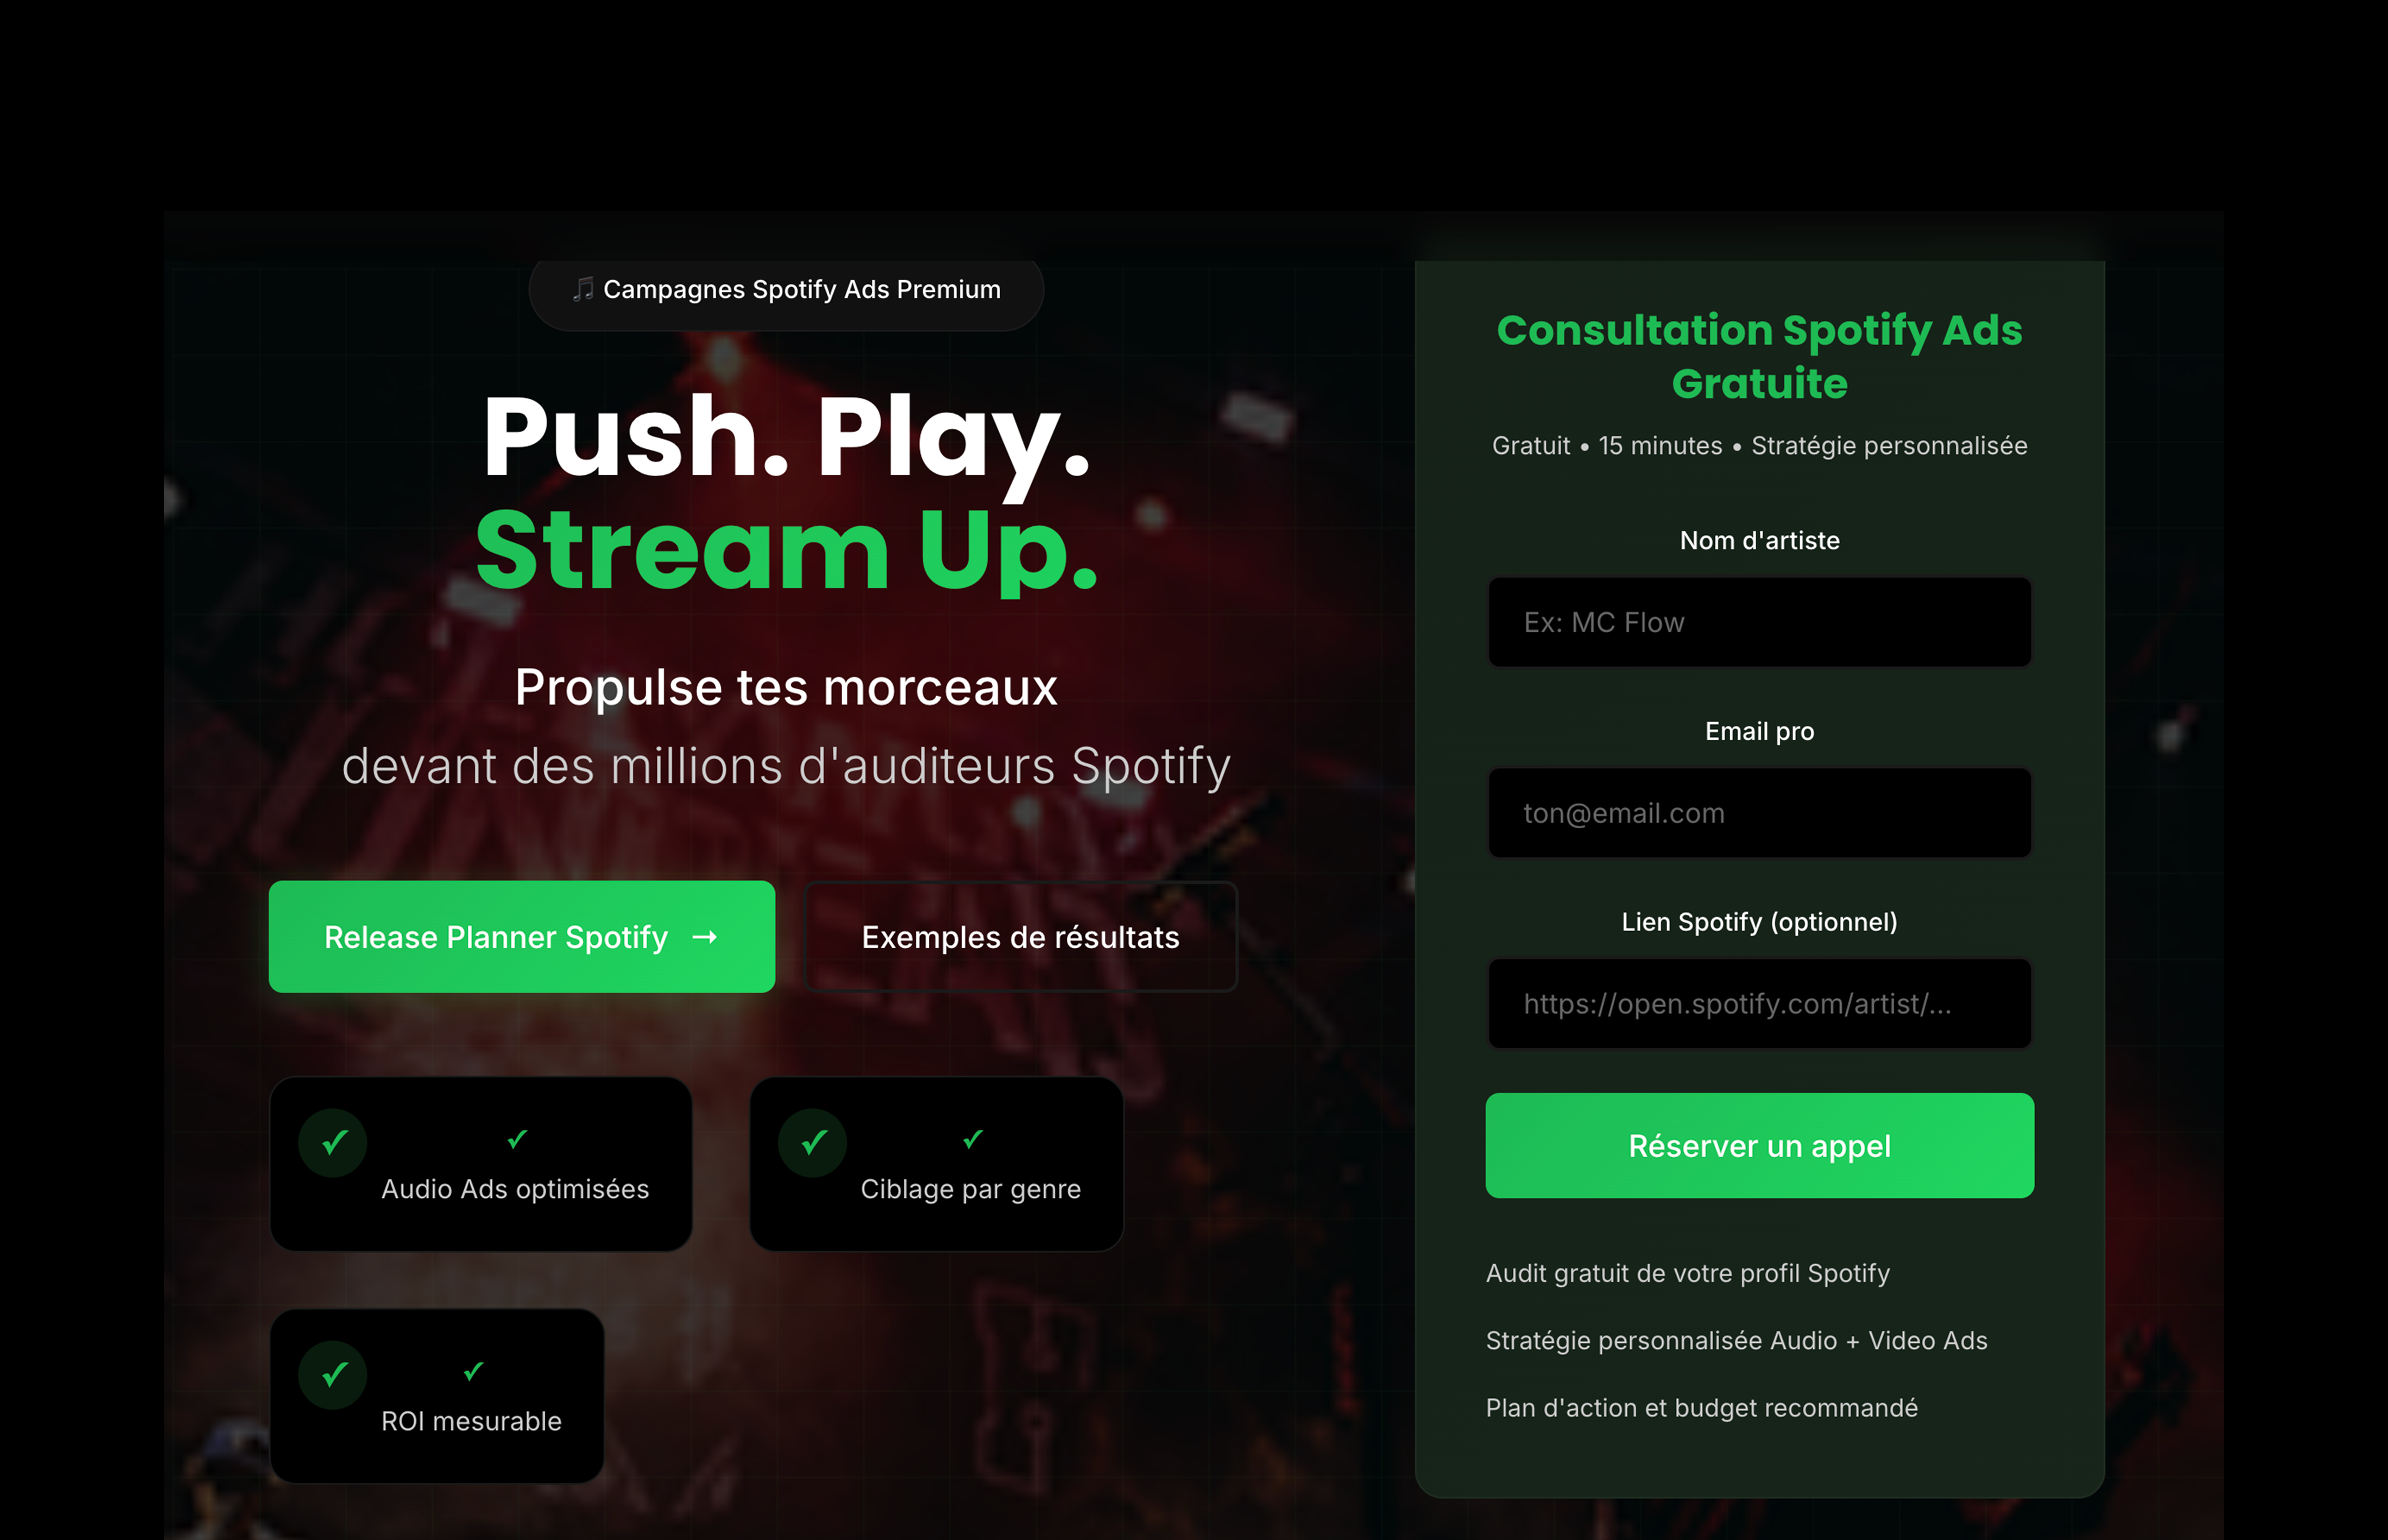 🎵 Campagnes Spotify Ads Premium
Push. Play.
Stream Up.
Propulse tes morceaux
devant des millions d'auditeurs Spotify
Release Planner Spotify →
Exemples de résultats
✓ ✓
Audio Ads optimisées
✓ ✓
Ciblage par genre
✓ ✓
ROI mesurable
Consultation Spotify Ads
Gratuite
Gratuit • 15 minutes • Stratégie personnalisée
Nom d'artiste
Ex: MC Flow
Email pro
ton@email.com
Lien Spotify (optionnel)
https://open.spotify.com/artist/...
Réserver un appel
Audit gratuit de votre profil Spotify
Stratégie personnalisée Audio + Video Ads
Plan d'action et budget recommandé